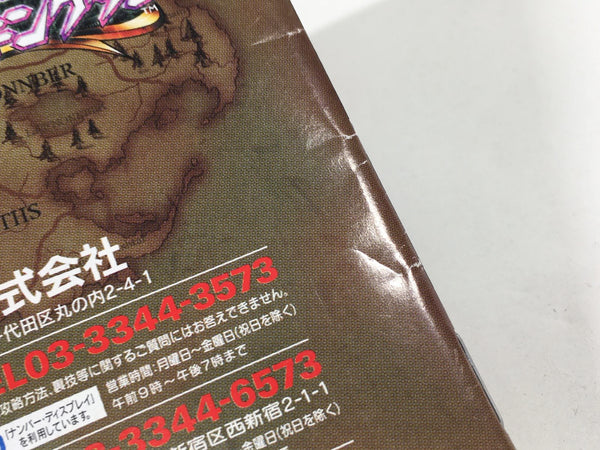 ONNBER
THS
式会社
代田区丸の内2-4-1
EL03-3344-3573
攻略方法、裏技等に関するご質問にはお答えできません。
営業時間:月曜日〜金曜日(祝日を除く)
午前9時〜午後7時まで
「ナンバー・ディスプレイ」
を利用しています。
3-3344-6573
新宿区西新宿2-1-1
金曜日(祝日を除く)